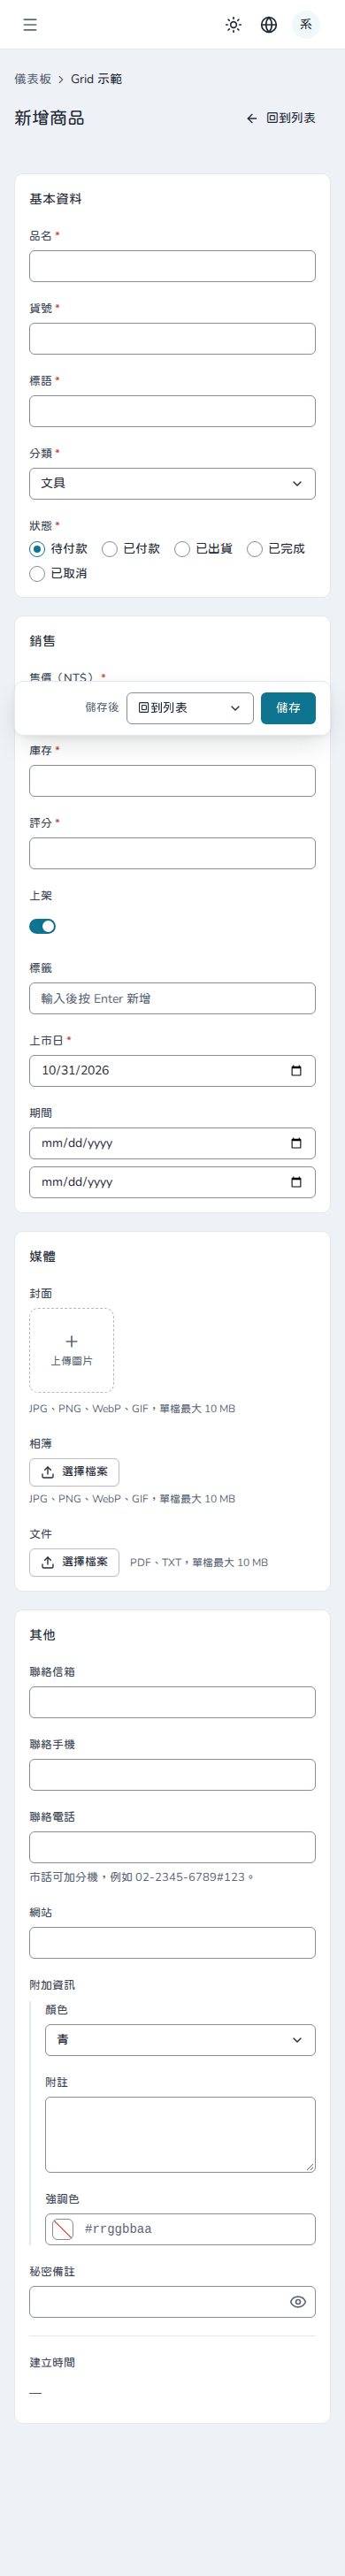 系
儀表板 > Grid 示範
新增商品
← 回到列表
基本資料
品名 *
貨號 *
標語 *
分類 *
文具
狀態 *
待付款 已付款 已出貨 已完成
已取消
銷售
售價（NT$） *
儲存後 回到列表 儲存
庫存 *
評分 *
上架
標籤
輸入後按 Enter 新增
上市日 *
10/31/2026
期間
mm/dd/yyyy
mm/dd/yyyy
媒體
封面
上傳圖片
JPG、PNG、WebP、GIF，單檔最大 10 MB
相簿
選擇檔案
JPG、PNG、WebP、GIF，單檔最大 10 MB
文件
選擇檔案 PDF、TXT，單檔最大 10 MB
其他
聯絡信箱
聯絡手機
聯絡電話
市話可加分機，例如 02-2345-6789#123。
網站
附加資訊
顏色
青
附註
強調色
#rrggbbaa
秘密備註
建立時間
—